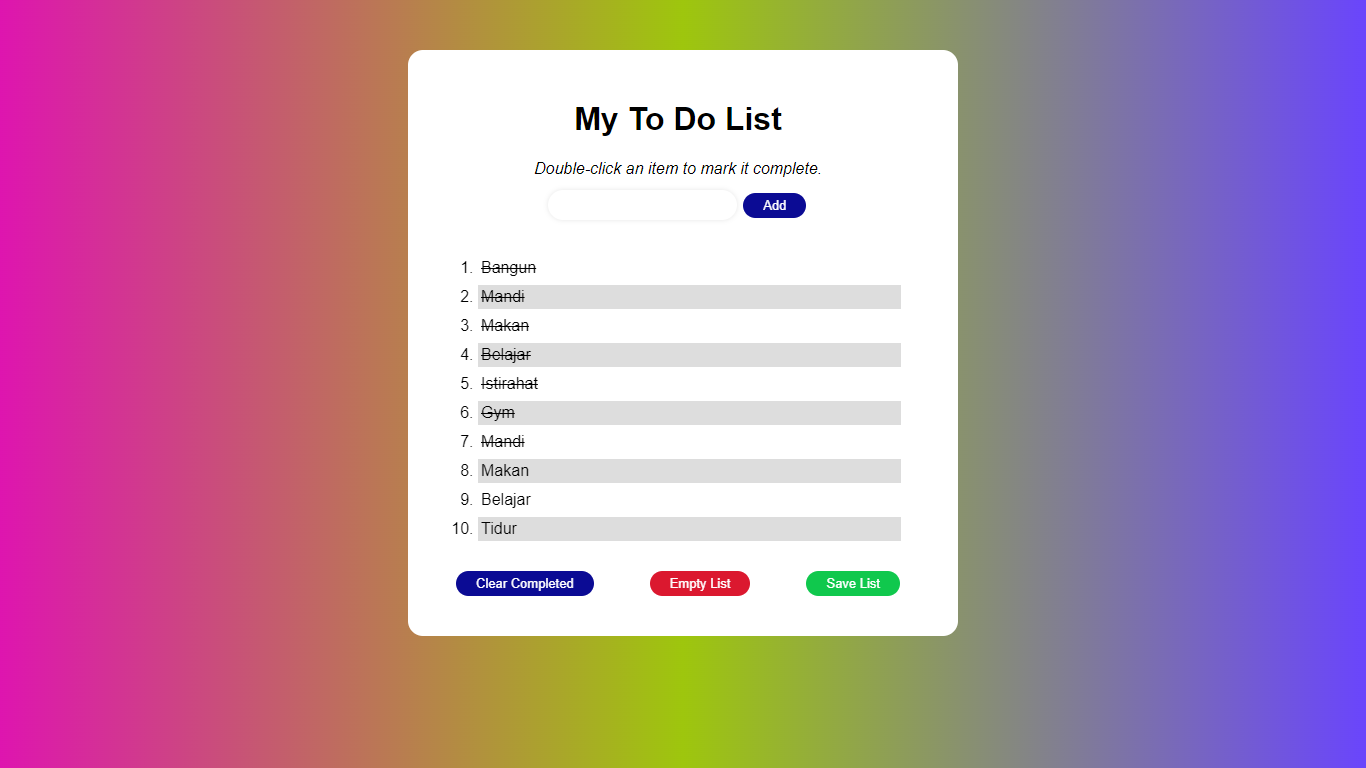 My To Do List
Double-click an item to mark it complete.
Add
1. Bangun
2. Mandi
3. Makan
4. Belajar
5. Istirahat
6. Gym
7. Mandi
8. Makan
9. Belajar
10. Tidur
Clear Completed Empty List Save List